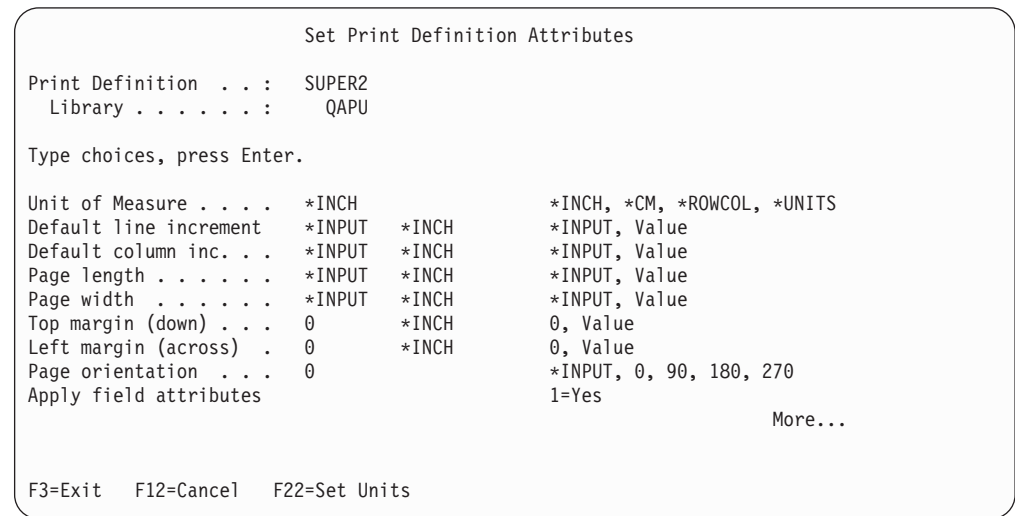 Set Print Definition Attributes
Print Definition . . : SUPER2
Library . . . . . . : QAPU
Type choices, press Enter.
Unit of Measure . . . . *INCH *INCH, *CM, *ROWCOL, *UNITS
Default line increment *INPUT *INCH *INPUT, Value
Default column inc. . . *INPUT *INCH *INPUT, Value
Page length . . . . . . *INPUT *INCH *INPUT, Value
Page width . . . . . . *INPUT *INCH *INPUT, Value
Top margin (down) . . . 0 *INCH 0, Value
Left margin (across) . 0 *INCH 0, Value
Page orientation . . . 0 *INPUT, 0, 90, 180, 270
Apply field attributes 1=Yes
More...
F3=Exit F12=Cancel F22=Set Units